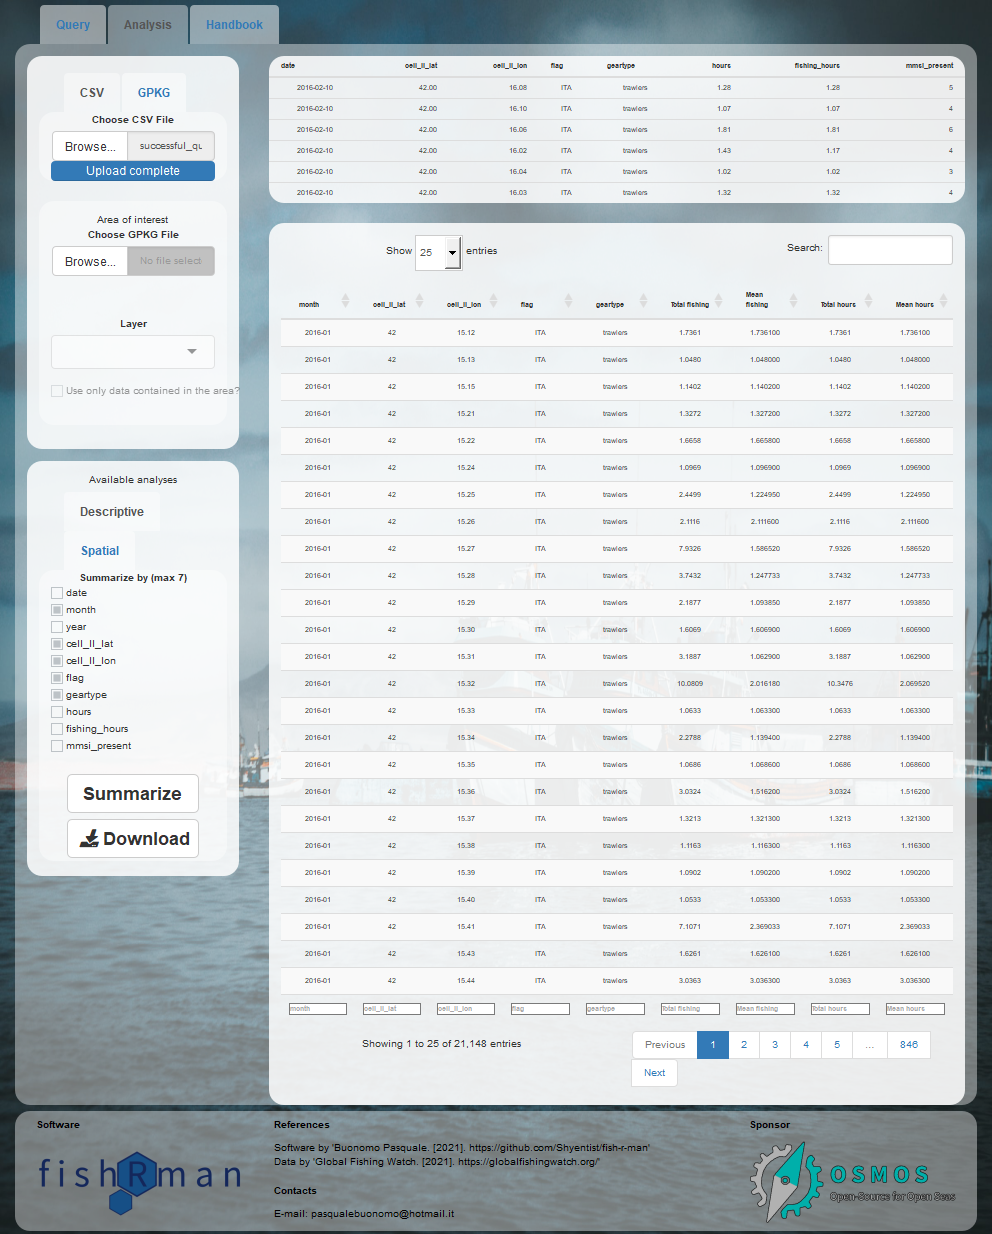 Query Analysis Handbook
CSV GPKG
Choose CSV File
Browse... successful_qu
Upload complete
Area of interest
Choose GPKG File
Browse... No file select
Layer
Use only data contained in the area?
Available analyses
Descriptive
Spatial
Summarize by (max 7)
date
month
year
cell_ll_lat
cell_ll_lon
flag
geartype
hours
fishing_hours
mmsi_present
Summarize
Download
date cell_ll_lat cell_ll_lon flag geartype hours fishing_hours mmsi_present
2016-02-10 42.00 16.08 ITA trawlers 1.28 1.28 5
2016-02-10 42.00 16.10 ITA trawlers 1.07 1.07 4
2016-02-10 42.00 16.06 ITA trawlers 1.81 1.81 6
2016-02-10 42.00 16.02 ITA trawlers 1.43 1.17 4
2016-02-10 42.00 16.04 ITA trawlers 1.02 1.02 3
2016-02-10 42.00 16.03 ITA trawlers 1.32 1.32 4
Show 25 entries Search:
month cell_ll_lat cell_ll_lon flag geartype Total fishing Mean fishing Total hours Mean hours
2016-01 42 15.12 ITA trawlers 1.7361 1.736100 1.7361 1.736100
2016-01 42 15.13 ITA trawlers 1.0480 1.048000 1.0480 1.048000
2016-01 42 15.15 ITA trawlers 1.1402 1.140200 1.1402 1.140200
2016-01 42 15.21 ITA trawlers 1.3272 1.327200 1.3272 1.327200
2016-01 42 15.22 ITA trawlers 1.6658 1.665800 1.6658 1.665800
2016-01 42 15.24 ITA trawlers 1.0969 1.096900 1.0969 1.096900
2016-01 42 15.25 ITA trawlers 2.4499 1.224950 2.4499 1.224950
2016-01 42 15.26 ITA trawlers 2.1116 2.111600 2.1116 2.111600
2016-01 42 15.27 ITA trawlers 7.9326 1.586520 7.9326 1.586520
2016-01 42 15.28 ITA trawlers 3.7432 1.247733 3.7432 1.247733
2016-01 42 15.29 ITA trawlers 2.1877 1.093850 2.1877 1.093850
2016-01 42 15.30 ITA trawlers 1.6069 1.606900 1.6069 1.606900
2016-01 42 15.31 ITA trawlers 3.1887 1.062900 3.1887 1.062900
2016-01 42 15.32 ITA trawlers 10.0809 2.016180 10.3476 2.069520
2016-01 42 15.33 ITA trawlers 1.0633 1.063300 1.0633 1.063300
2016-01 42 15.34 ITA trawlers 2.2788 1.139400 2.2788 1.139400
2016-01 42 15.35 ITA trawlers 1.0686 1.068600 1.0686 1.068600
2016-01 42 15.36 ITA trawlers 3.0324 1.516200 3.0324 1.516200
2016-01 42 15.37 ITA trawlers 1.3213 1.321300 1.3213 1.321300
2016-01 42 15.38 ITA trawlers 1.1163 1.116300 1.1163 1.116300
2016-01 42 15.39 ITA trawlers 1.0902 1.090200 1.0902 1.090200
2016-01 42 15.40 ITA trawlers 1.0533 1.053300 1.0533 1.053300
2016-01 42 15.41 ITA trawlers 7.1071 2.369033 7.1071 2.369033
2016-01 42 15.43 ITA trawlers 1.6261 1.626100 1.6261 1.626100
2016-01 42 15.44 ITA trawlers 3.0363 3.036300 3.0363 3.036300
month cell_ll_lat cell_ll_lon flag geartype Total fishing Mean fishing Total hours Mean hours
Showing 1 to 25 of 21,148 entries Previous 1 2 3 4 5 ... 846
Next
Software
fishRman
References
Software by 'Buonomo Pasquale. [2021]. https://github.com/Shyentist/fish-r-man'
Data by 'Global Fishing Watch. [2021]. https://globalfishingwatch.org/'
Contacts
E-mail: pasqualebuonomo@hotmail.it
Sponsor
OSMOS
Open-Source for Open Seas